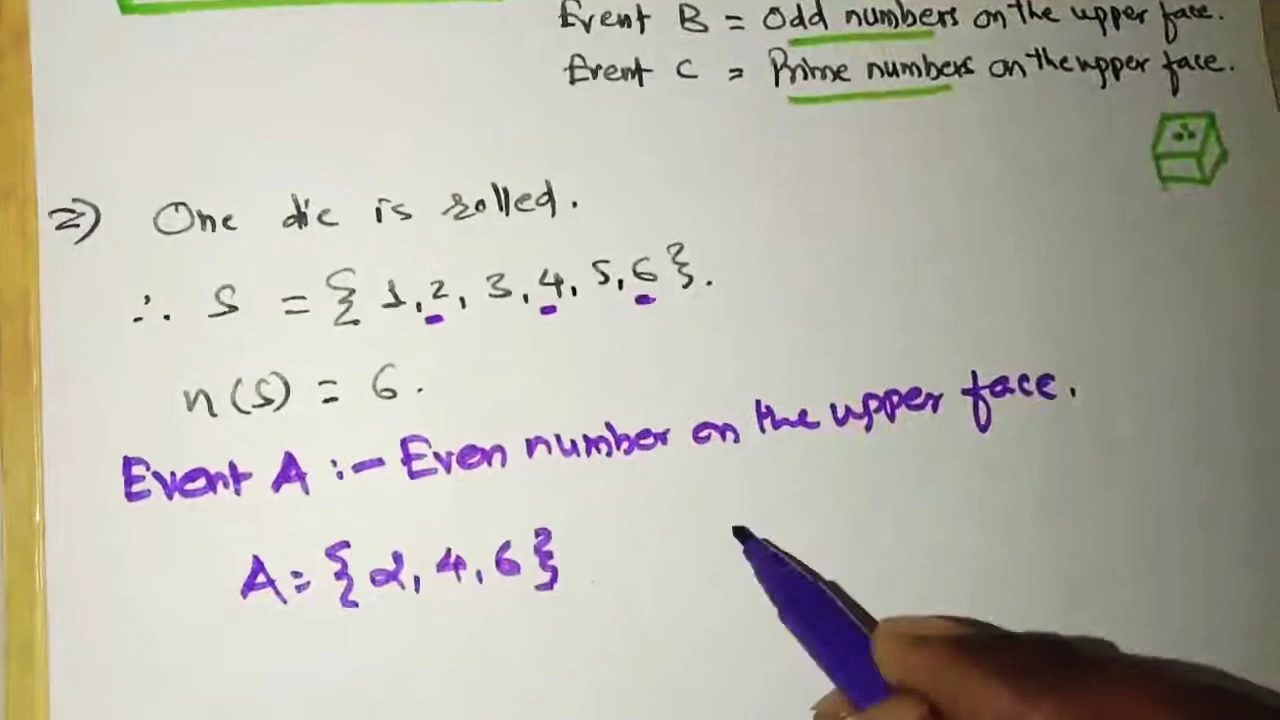 Event B = Odd numbers on the upper face.
Event C = Prime numbers on the upper face.
⇒) One die is rolled.
∴ S = { 1, 2, 3, 4, 5, 6 }.
n(S) = 6.
Event A :- Even number on the upper face.
A = { 2, 4, 6 }